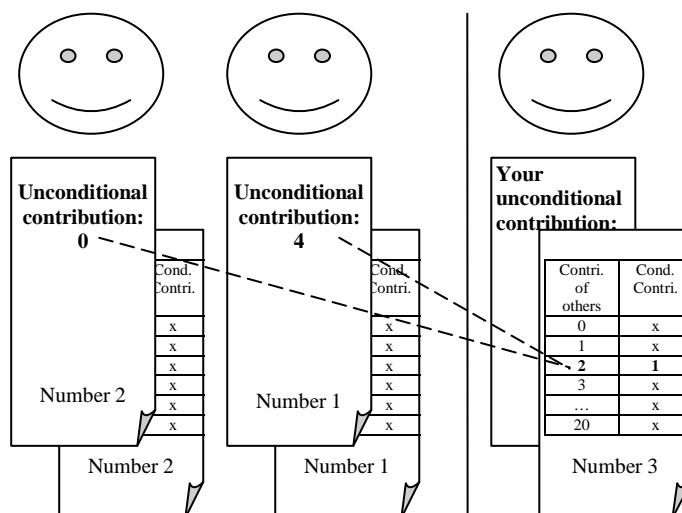 Unconditional
contribution:
0
Cond.
Contri.
x
x
x
x
x
x
Number 2
Number 2
Unconditional
contribution:
4
Cond.
Contri.
x
x
x
x
x
x
Number 1
Number 1
Your
unconditional
contribution:
Contri. of others Cond. Contri.
0 x
1 x
2 1
3 x
… x
20 x
Number 3